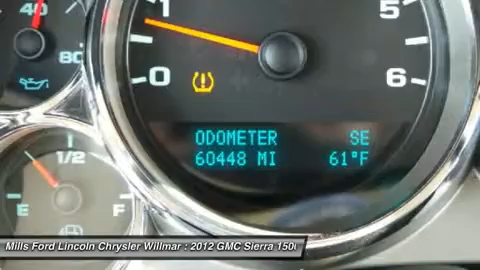 40
80
1
5
0
6
ODOMETER SE
60448 MI 61°F
1/2
E F
Mills Ford Lincoln Chrysler Willmar : 2012 GMC Sierra 150